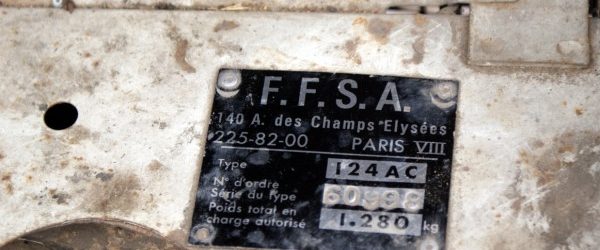 F.F.S.A.
140 A. des Champs Elysées
225-82-00 PARIS VIII
Type 124AC
N° d'ordre
Série du type 60998
Poids total en
charge autorisé 1.280 kg